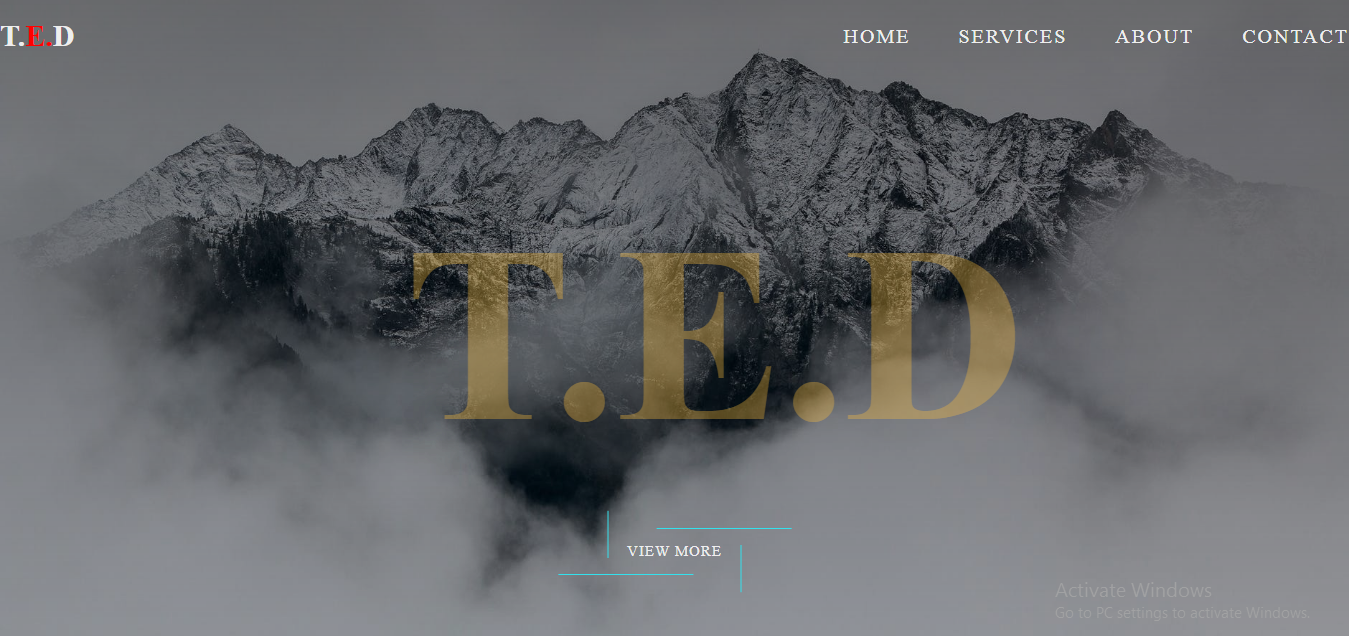 T.E.D
HOME SERVICES ABOUT CONTACT
T.E.D
VIEW MORE
Activate Windows
Go to PC settings to activate Windows.